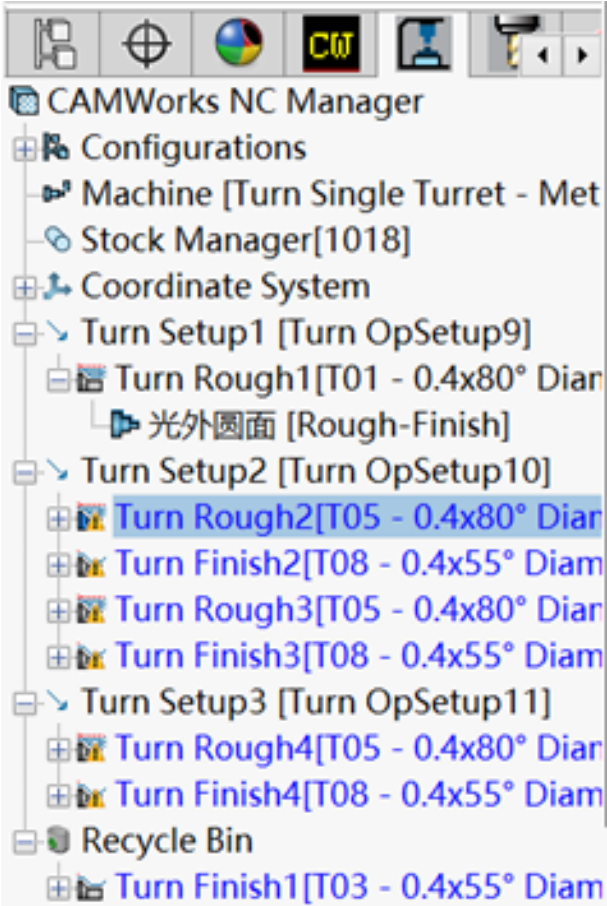 CW
CAMWorks NC Manager
Configurations
Machine [Turn Single Turret - Met
Stock Manager[1018]
Coordinate System
Turn Setup1 [Turn OpSetup9]
Turn Rough1[T01 - 0.4x80° Diar
光外圆面 [Rough-Finish]
Turn Setup2 [Turn OpSetup10]
Turn Rough2[T05 - 0.4x80° Diar
Turn Finish2[T08 - 0.4x55° Diam
Turn Rough3[T05 - 0.4x80° Diar
Turn Finish3[T08 - 0.4x55° Diam
Turn Setup3 [Turn OpSetup11]
Turn Rough4[T05 - 0.4x80° Diar
Turn Finish4[T08 - 0.4x55° Diam
Recycle Bin
Turn Finish1[T03 - 0.4x55° Diam